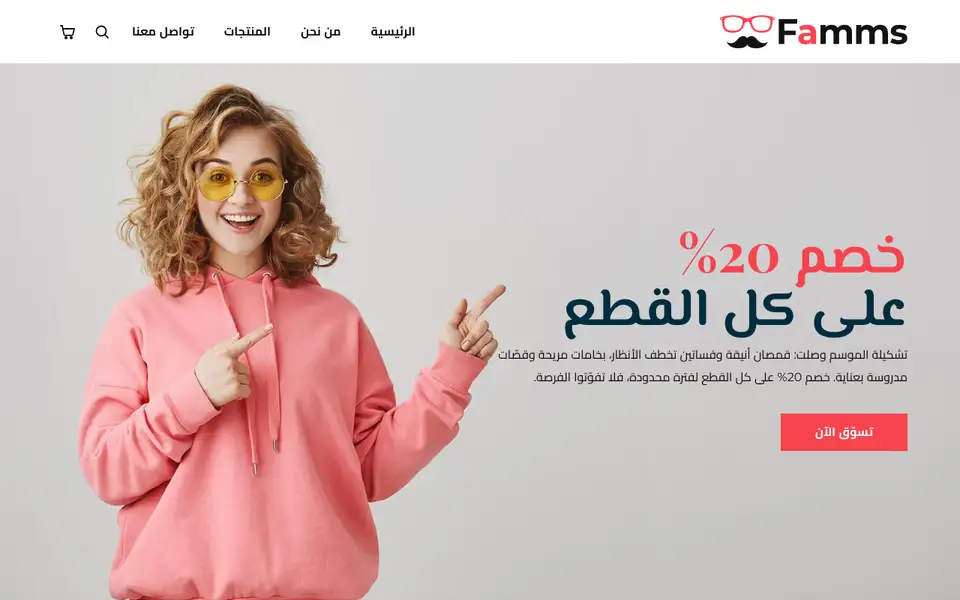 Famms
الرئيسية
من نحن
المنتجات
تواصل معنا
خصم 20%
على كل القطع
تشكيلة الموسم وصلت: قمصان أنيقة وفساتين تخطف الأنظار، بخامات مريحة وقصّات
مدروسة بعناية. خصم 20% على كل القطع لفترة محدودة، فلا تفوّتوا الفرصة.
تسوّق الآن